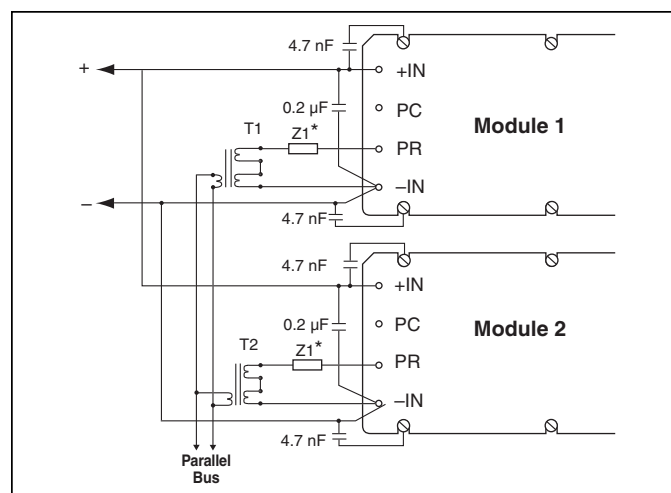 4.7 nF
+
+IN
0.2 µF
PC
T1
Z1*
Module 1
PR
–IN
–
4.7 nF
4.7 nF
+IN
0.2 µF
PC
Module 2
T2
Z1*
PR
–IN
4.7 nF
Parallel
Bus